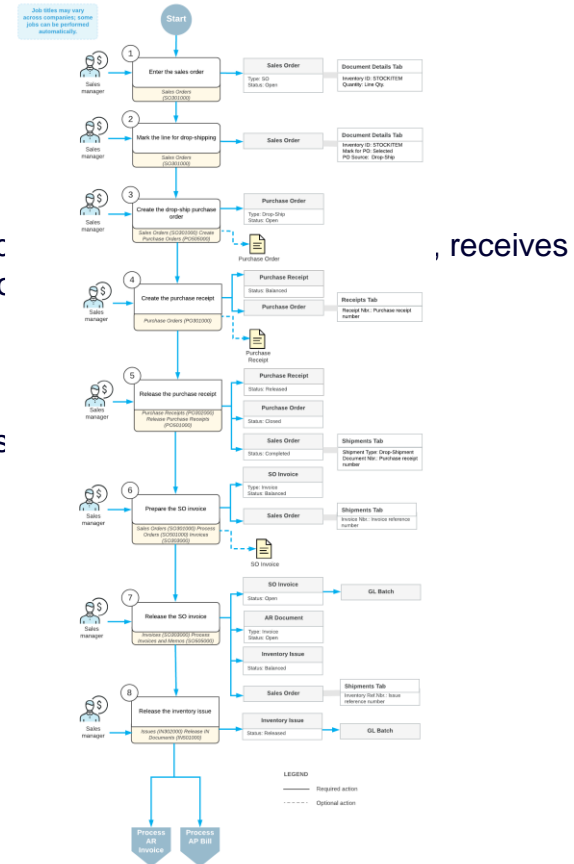 Job titles may vary
across companies; some
jobs can be performed
automatically.
Start
1
Sales
manager
Enter the sales order
Sales Orders
(SO301000)
Sales Order
Type: SO
Status: Open
Document Details Tab
Inventory ID: STOCKITEM
Quantity: Line Qty.
2
Sales
manager
Mark the line for drop-shipping
Sales Orders
(SO301000)
Sales Order
Document Details Tab
Inventory ID: STOCKITEM
Mark for PO: Selected
PO Source: Drop-Ship
3
Sales
manager
Create the drop-ship purchase
order
Sales Orders (SO301000) Create
Purchase Orders (PO505000)
Purchase Order
Type: Drop-Ship
Status: Open
Purchase Order
, receives
4
Sales
manager
Create the purchase receipt
Purchase Orders (PO301000)
Purchase Receipt
Status: Balanced
Purchase Order
Receipts Tab
Receipt Nbr.: Purchase receipt
number
Purchase
Receipt
5
Sales
manager
Release the purchase receipt
Purchase Receipts (PO302000)
Release Purchase Receipts
(PO501000)
Purchase Receipt
Status: Released
Purchase Order
Status: Closed
Sales Order
Status: Completed
Shipments Tab
Shipment Type: Drop-Shipment
Document Nbr.: Purchase receipt
number
s
6
Sales
manager
Prepare the SO invoice
Sales Orders (SO301000) Process
Orders (SO501000) Invoices
(SO303000)
SO Invoice
Type: Invoice
Status: Balanced
Sales Order
Shipments Tab
Invoice Nbr.: Invoice reference
number
SO Invoice
7
Sales
manager
Release the SO invoice
Invoices (SO303000) Process
Invoices and Memos (SO505000)
SO Invoice
Status: Open
GL Batch
AR Document
Type: Invoice
Status: Open
Inventory Issue
Status: Balanced
Sales Order
Shipments Tab
Inventory Ref Nbr.: Issue
reference number
8
Sales
manager
Release the inventory issue
Issues (IN302000) Release IN
Documents (IN501000)
Inventory Issue
Status: Released
GL Batch
LEGEND
Required action
Optional action
Process
AR
Invoice
Process
AP Bill